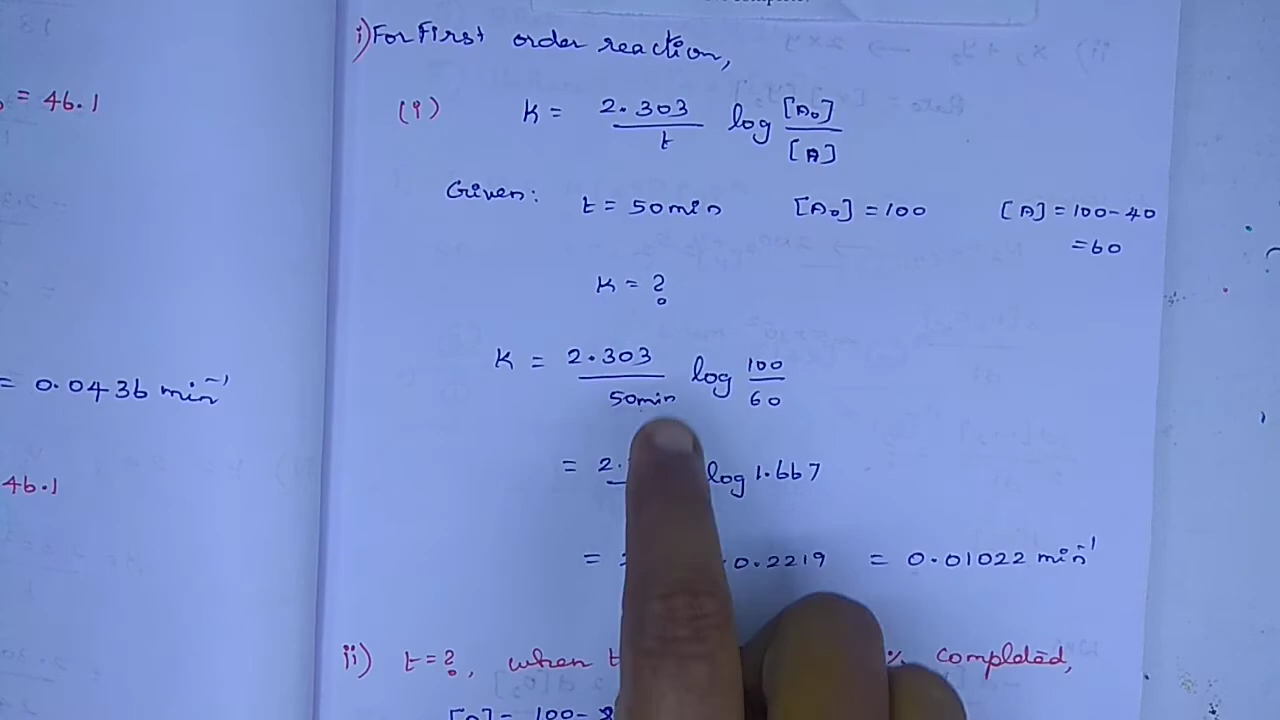 = 46.1
= 0.0436 min⁻¹
46.1
i) For First order reaction,
(i) K = 2.303 / t log [A₀] / [A]
Given: t = 50min [A₀] = 100 [A] = 100-40
= 60
K = ?
K = 2.303 / 50min log 100 / 60
= 2. log 1.667
= 0.2219 = 0.01022 min⁻¹
ii) t = ?, when % completed,
[A] = 100-